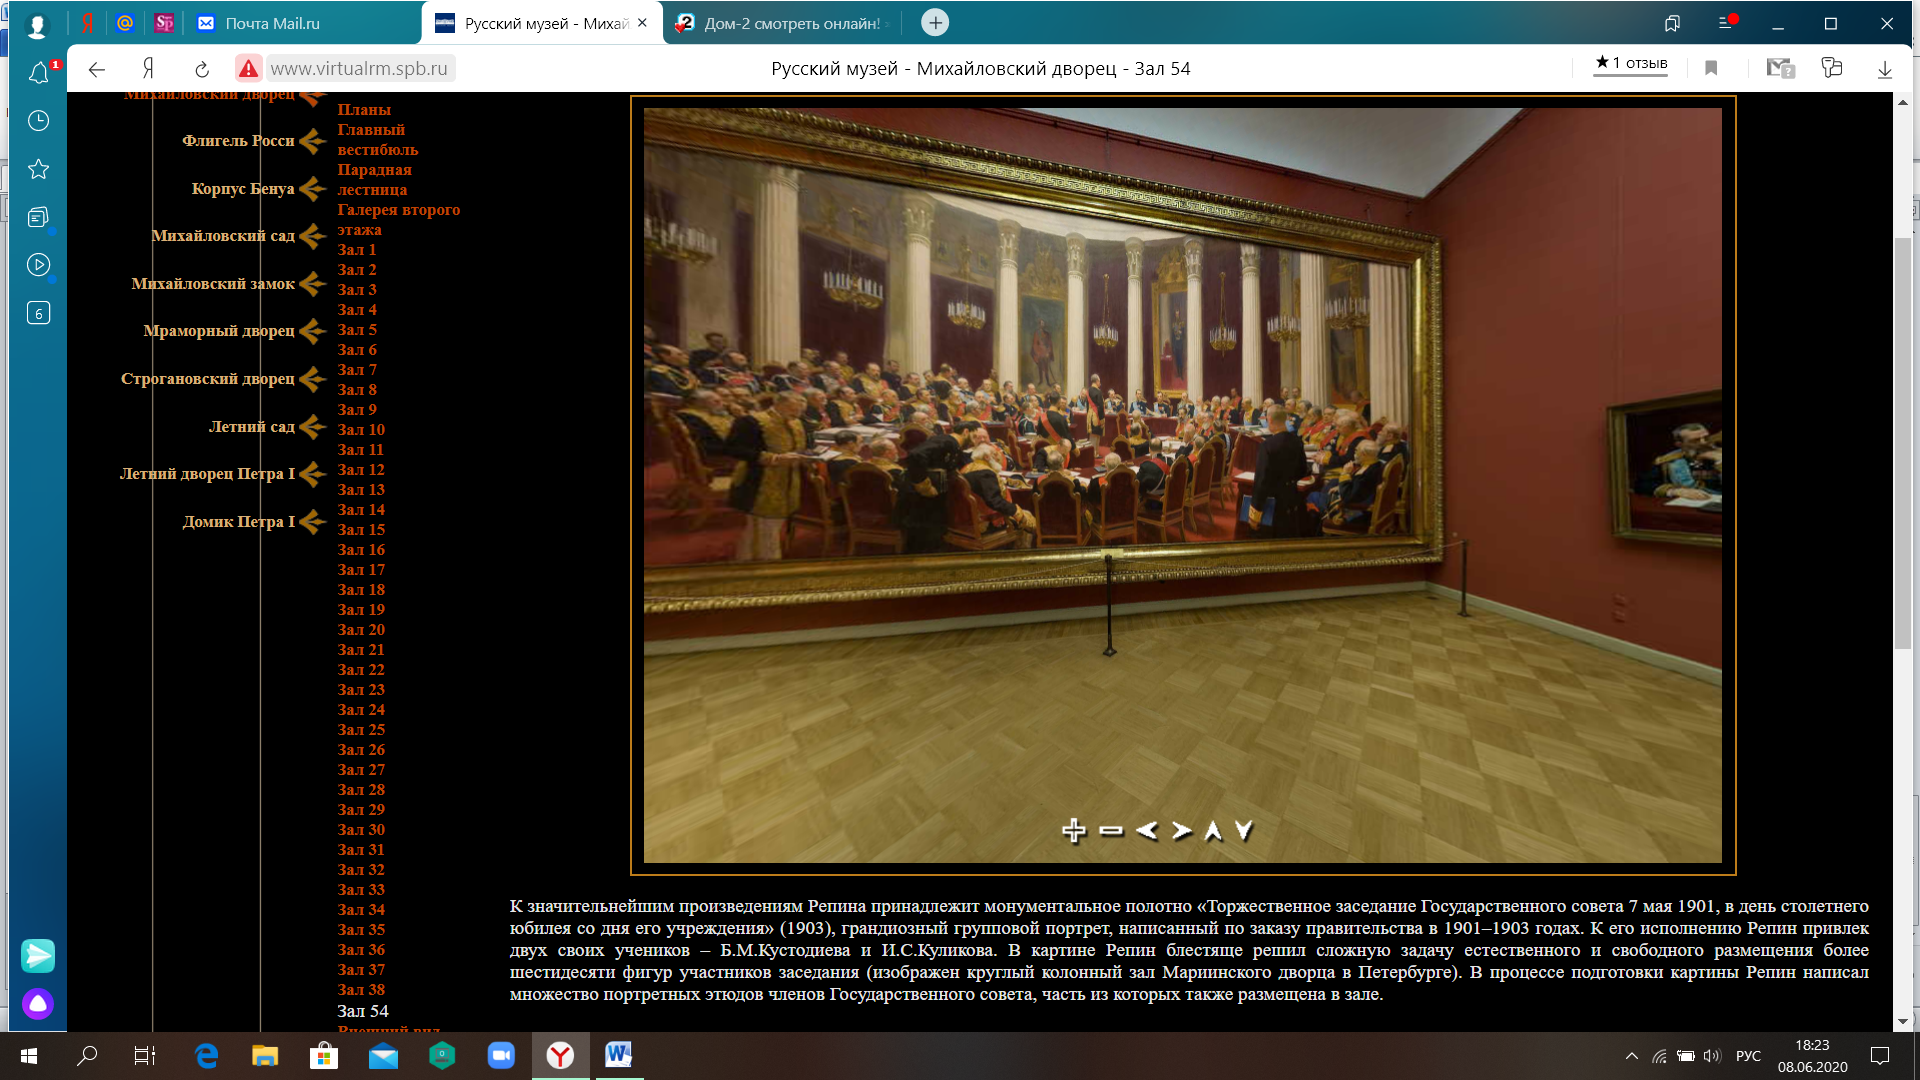 Почта Mail.ru
Русский музей - Михай
Дом-2 смотреть онлайн!
1
www.virtualrm.spb.ru
Русский музей - Михайловский дворец - Зал 54
★ 1 отзыв
6
Михайловский дворец
Флигель Росси
Корпус Бенуа
Михайловский сад
Михайловский замок
Мраморный дворец
Строгановский дворец
Летний сад
Летний дворец Петра I
Домик Петра I
Планы
Главный
вестибюль
Парадная
лестница
Галерея второго
этажа
Зал 1
Зал 2
Зал 3
Зал 4
Зал 5
Зал 6
Зал 7
Зал 8
Зал 9
Зал 10
Зал 11
Зал 12
Зал 13
Зал 14
Зал 15
Зал 16
Зал 17
Зал 18
Зал 19
Зал 20
Зал 21
Зал 22
Зал 23
Зал 24
Зал 25
Зал 26
Зал 27
Зал 28
Зал 29
Зал 30
Зал 31
Зал 32
Зал 33
Зал 34
Зал 35
Зал 36
Зал 37
Зал 38
Зал 54
Внешний вид
К значительнейшим произведениям Репина принадлежит монументальное полотно «Торжественное заседание Государственного совета 7 мая 1901, в день столетнего
юбилея со дня его учреждения» (1903), грандиозный групповой портрет, написанный по заказу правительства в 1901–1903 годах. К его исполнению Репин привлек
двух своих учеников – Б.М.Кустодиева и И.С.Куликова. В картине Репин блестяще решил сложную задачу естественного и свободного размещения более
шестидесяти фигур участников заседания (изображен круглый колонный зал Мариинского дворца в Петербурге). В процессе подготовки картины Репин написал
множество портретных этюдов членов Государственного совета, часть из которых также размещена в зале.
РУС
18:23
08.06.2020